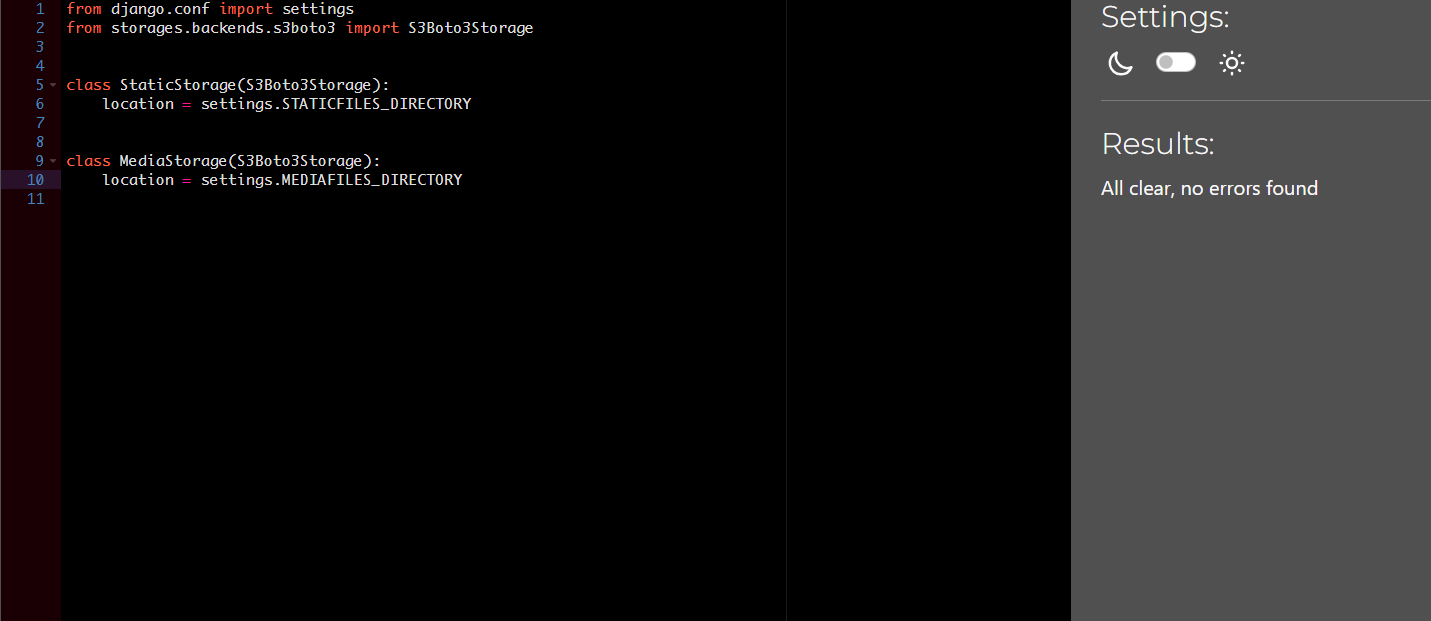 1 from django.conf import settings
2 from storages.backends.s3boto3 import S3Boto3Storage
3
4
5 class StaticStorage(S3Boto3Storage):
6     location = settings.STATICFILES_DIRECTORY
7
8
9 class MediaStorage(S3Boto3Storage):
10     location = settings.MEDIAFILES_DIRECTORY
11
Settings:
Results:
All clear, no errors found